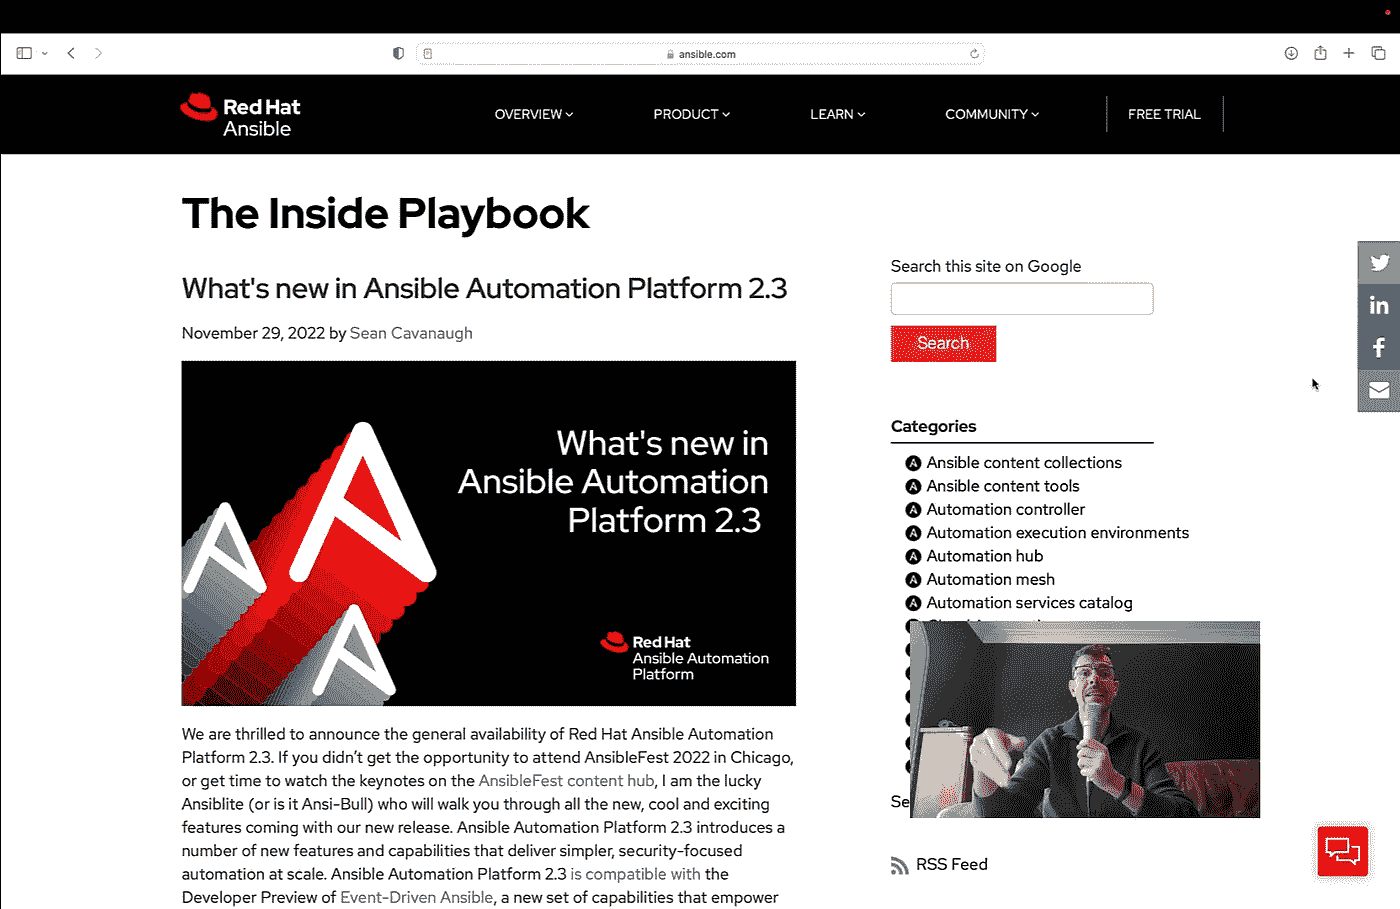 ansible.com
Red Hat
Ansible
OVERVIEW
PRODUCT
LEARN
COMMUNITY
FREE TRIAL
The Inside Playbook
What's new in Ansible Automation Platform 2.3
November 29, 2022 by Sean Cavanaugh
What's new in
Ansible Automation
Platform 2.3
Red Hat
Ansible Automation
Platform
We are thrilled to announce the general availability of Red Hat Ansible Automation
Platform 2.3. If you didn’t get the opportunity to attend AnsibleFest 2022 in Chicago,
or get time to watch the keynotes on the AnsibleFest content hub, I am the lucky
Ansiblite (or is it Ansi-Bull) who will walk you through all the new, cool and exciting
features coming with our new release. Ansible Automation Platform 2.3 introduces a
number of new features and capabilities that deliver simpler, security-focused
automation at scale. Ansible Automation Platform 2.3 is compatible with the
Developer Preview of Event-Driven Ansible, a new set of capabilities that empower
Search this site on Google
Search
Categories
Ansible content collections
Ansible content tools
Automation controller
Automation execution environments
Automation hub
Automation mesh
Automation services catalog
Se
RSS Feed
in
f